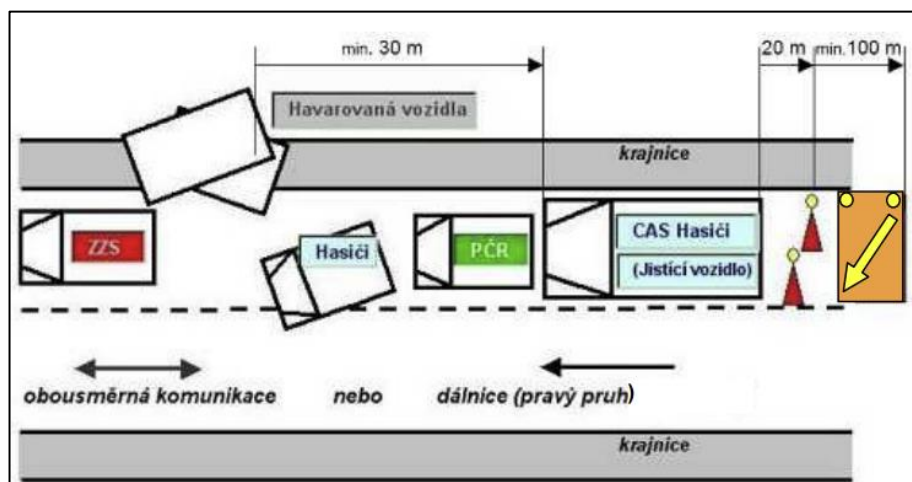 min. 30 m
20 m
min.100 m
Havarovaná vozidla
krajnice
ZZS
Hasiči
PČR
CAS Hasiči
(Jistící vozidlo)
obousměrná komunikace nebo dálnice (pravý pruh)
krajnice